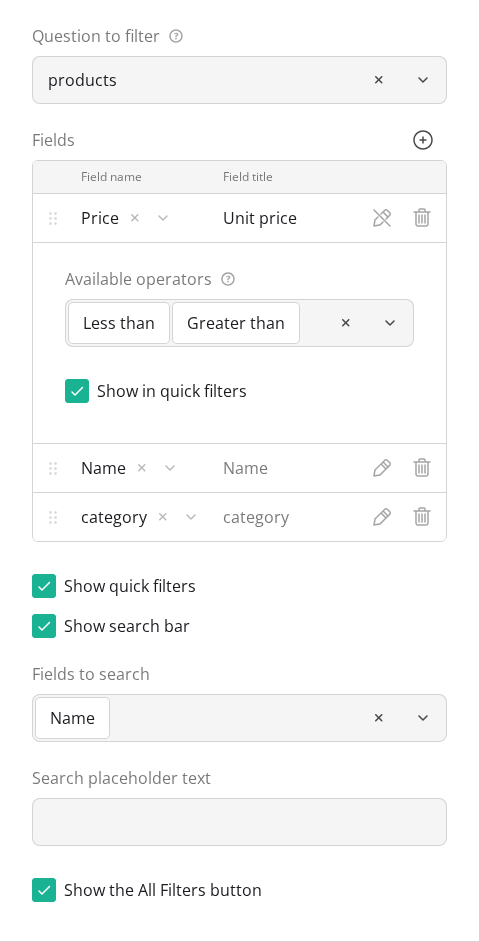 Question to filter
products
Fields
Field name Field title
Price Unit price
Available operators
Less than Greater than
Show in quick filters
Name Name
category category
Show quick filters
Show search bar
Fields to search
Name
Search placeholder text
Show the All Filters button